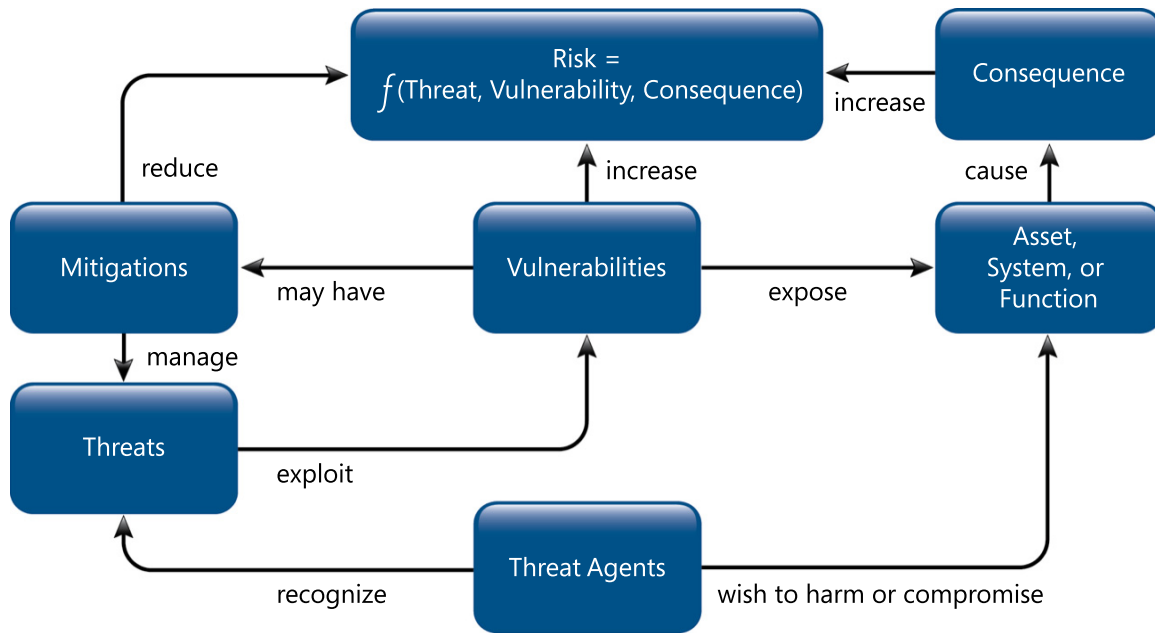 Risk =
f(Threat, Vulnerability, Consequence)
Consequence
increase
reduce
increase
cause
Mitigations
may have
Vulnerabilities
expose
Asset,
System, or
Function
manage
Threats
exploit
Threat Agents
recognize
wish to harm or compromise